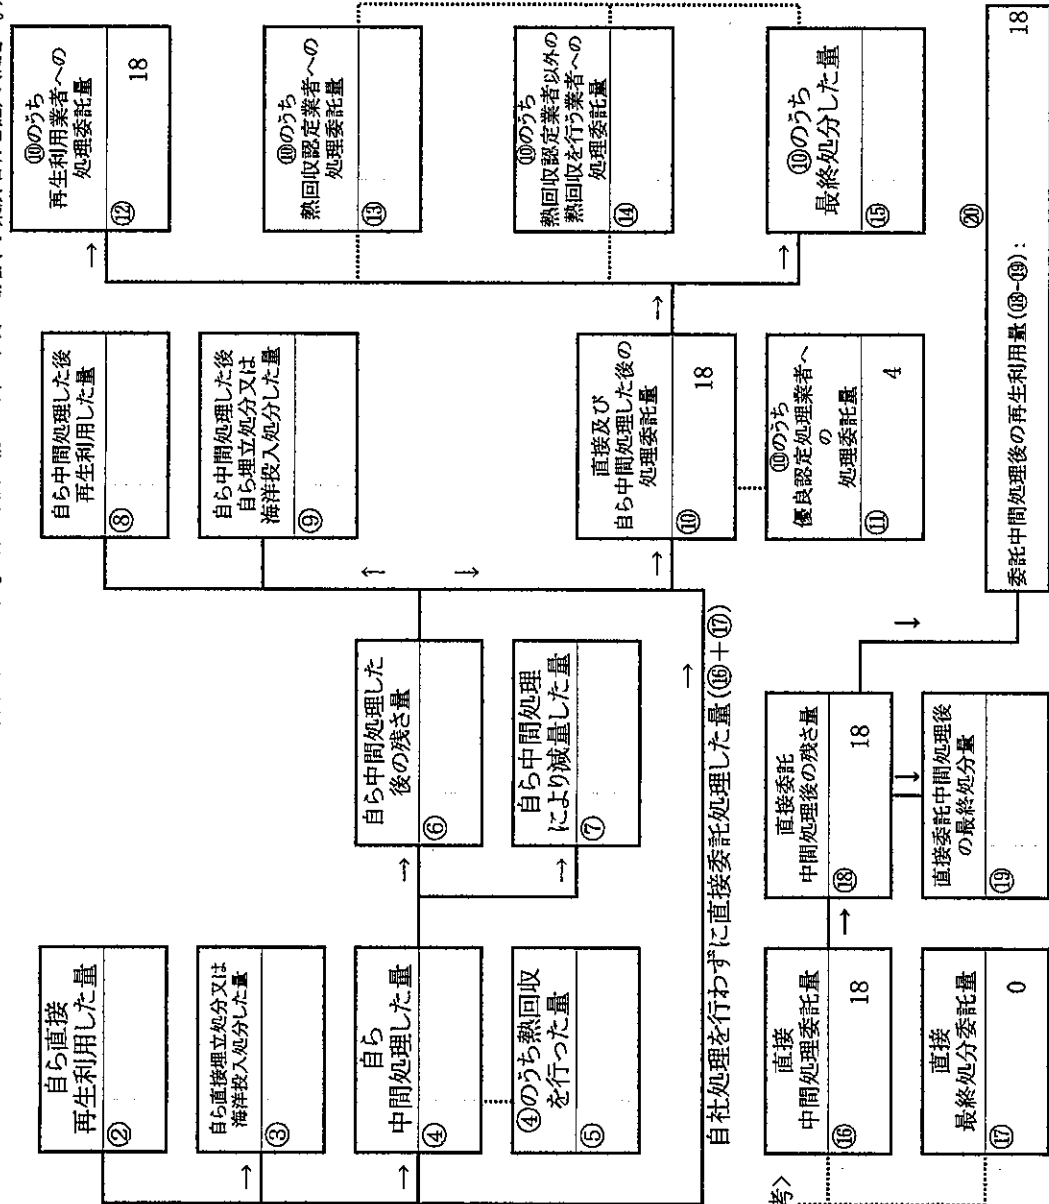 自ら直接
再生利用した量
②
自ら直接埋立処分又は
海洋投入処分した量
③
自ら
中間処理した量
④
④のうち熱回収
を行った量
⑤
自ら中間処理した
後の残さ量
⑥
自ら中間処理
により減量した量
⑦
自ら中間処理した後
再生利用した量
⑧
自ら中間処理した後
自ら埋立処分又は
海洋投入処分した量
⑨
直接及び
自ら中間処理した後の
処理委託量
⑩ 18
⑩のうち
優良認定処理業者へ
の
処理委託量
⑪ 4
⑩のうち
再生利用業者への
処理委託量
⑫ 18
⑩のうち
熱回収認定業者への
処理委託量
⑬
⑩のうち
熱回収認定業者以外の
熱回収を行う業者への
処理委託量
⑭
⑩のうち
最終処分した量
⑮
自社処理を行わずに直接委託処理した量(⑯+⑰)
考>
直接
中間処理委託量
⑯ 18
直接
最終処分委託量
⑰ 0
直接委託
中間処理後の残さ量
⑱ 18
直接委託中間処理後
の最終処分量
⑲
⑳
委託中間処理後の再生利用量(⑱-⑲): 18